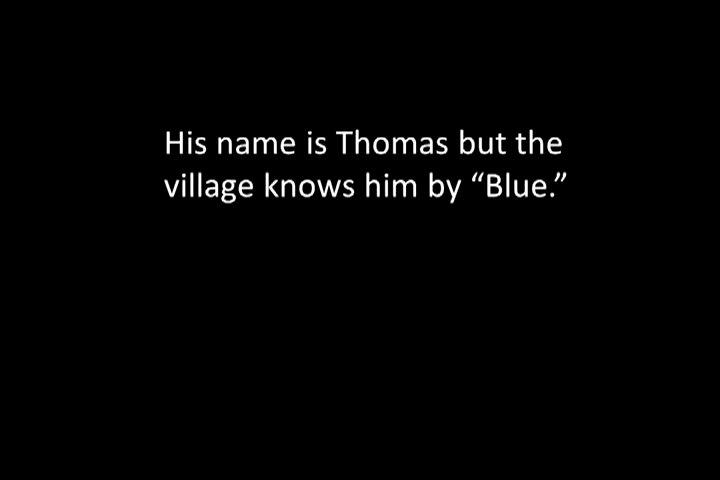 His name is Thomas but the
village knows him by “Blue.”